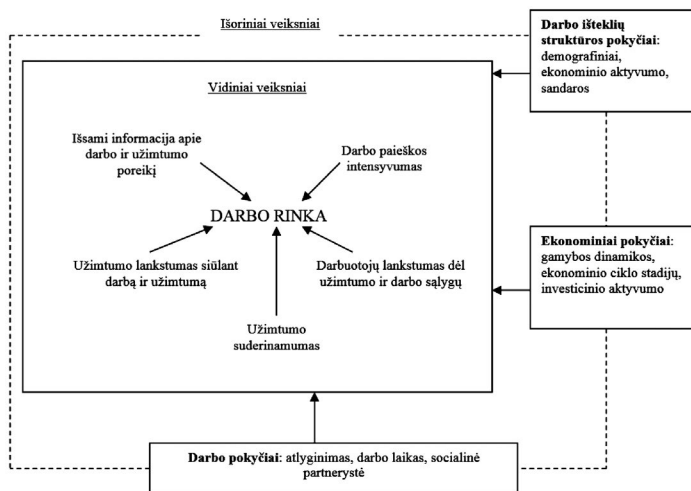 Išoriniai veiksniai
Darbo išteklių
struktūros pokyčiai:
demografiniai,
ekonominio aktyvumo,
sandaros
Vidiniai veiksniai
Išsami informacija apie
darbo ir užimtumo
poreikį
Darbo paieškos
intensyvumas
DARBO RINKA
Užimtumo lankstumas siūlant
darbą ir užimtumą
Darbuotojų lankstumas dėl
užimtumo ir darbo sąlygų
Užimtumo
suderinamumas
Ekonominiai pokyčiai:
gamybos dinamikos,
ekonominio ciklo stadijų,
investicinio aktyvumo
Darbo pokyčiai: atlyginimas, darbo laikas, socialinė
partnerystė